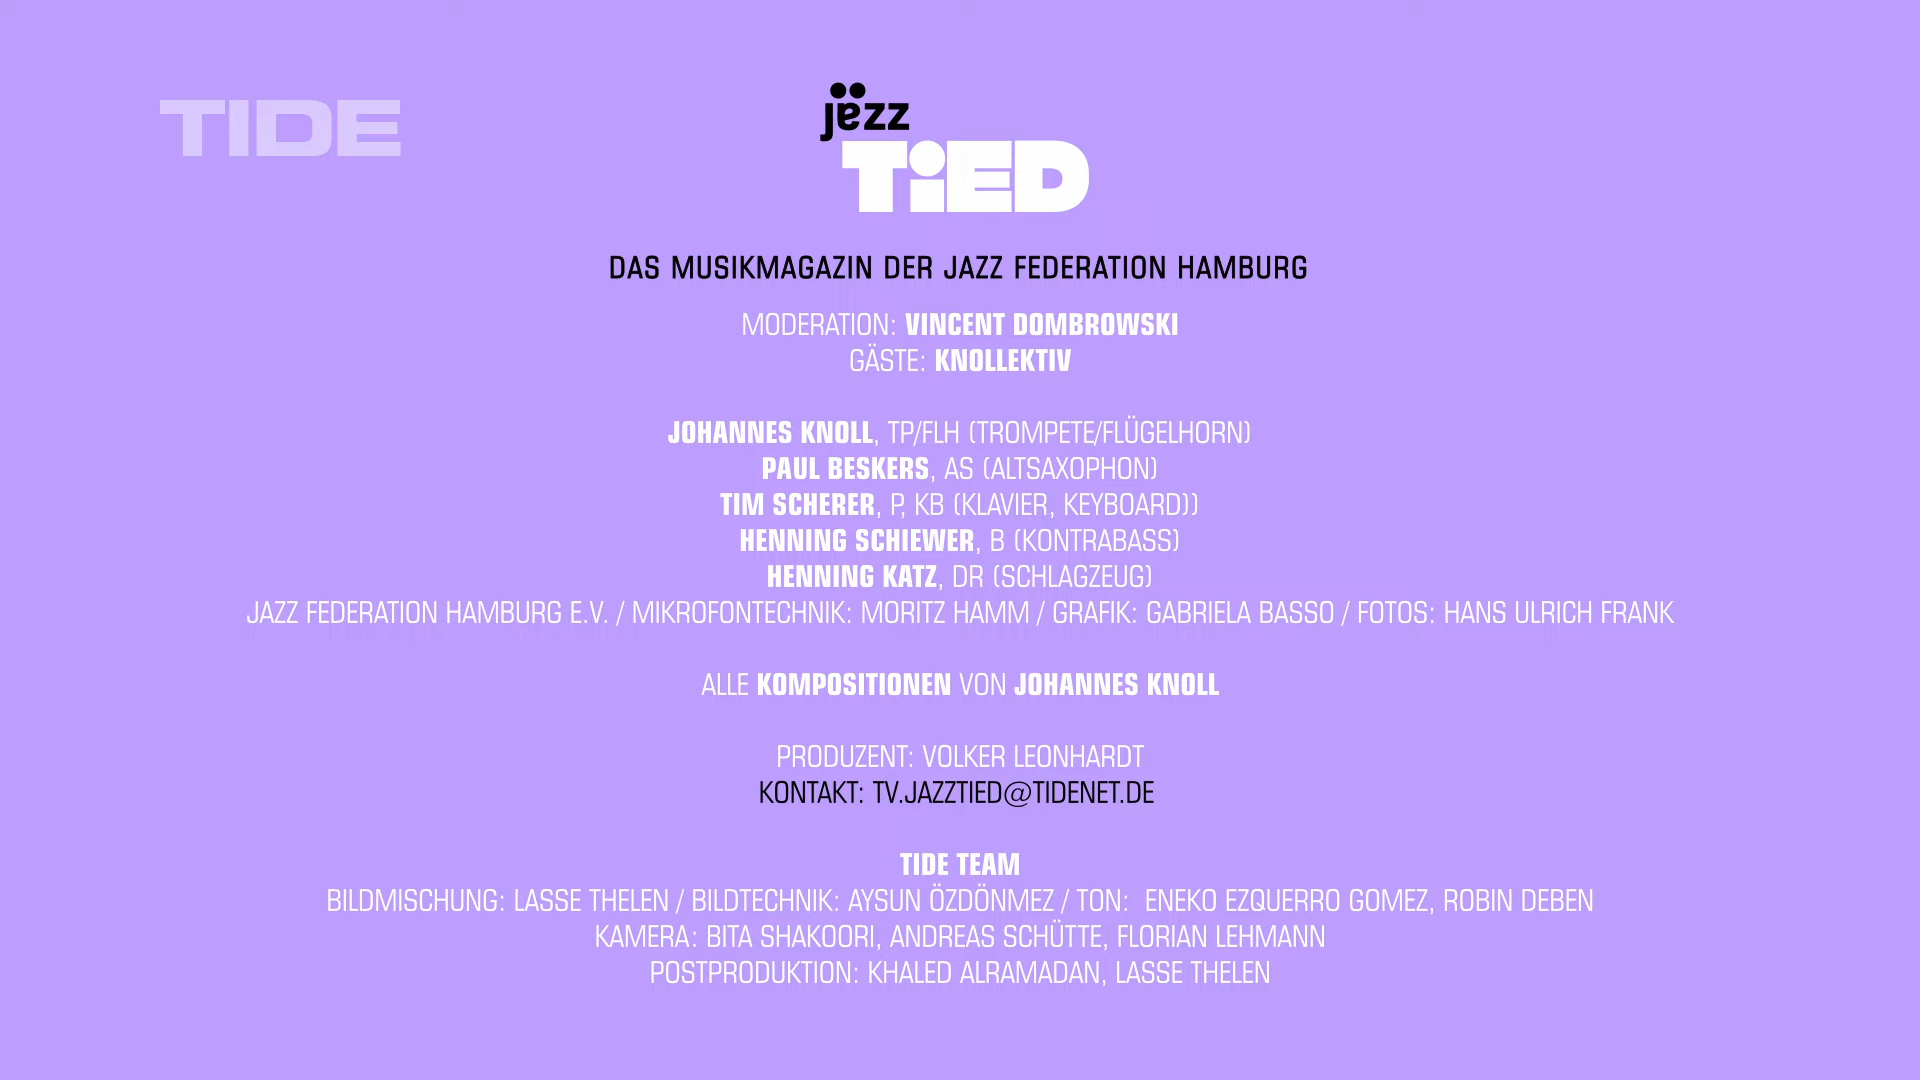 TIDE
jazz
TiED
DAS MUSIKMAGAZIN DER JAZZ FEDERATION HAMBURG
MODERATION: VINCENT DOMBROWSKI
GÄSTE: KNOLLEKTIV
JOHANNES KNOLL, TP/FLH (TROMPETE/FLÜGELHORN)
PAUL BESKERS, AS (ALTSAXOPHON)
TIM SCHERER, P, KB (KLAVIER, KEYBOARD))
HENNING SCHIEWER, B (KONTRABASS)
HENNING KATZ, DR (SCHLAGZEUG)
JAZZ FEDERATION HAMBURG E.V. / MIKROFONTECHNIK: MORITZ HAMM / GRAFIK: GABRIELA BASSO / FOTOS: HANS ULRICH FRANK
ALLE KOMPOSITIONEN VON JOHANNES KNOLL
PRODUZENT: VOLKER LEONHARDT
KONTAKT: TV.JAZZTIED@TIDENET.DE
TIDE TEAM
BILDMISCHUNG: LASSE THELEN / BILDTECHNIK: AYSUN ÖZDÖNMEZ / TON:  ENEKO EZQUERRO GOMEZ, ROBIN DEBEN
KAMERA: BITA SHAKOORI, ANDREAS SCHÜTTE, FLORIAN LEHMANN
POSTPRODUKTION: KHALED ALRAMADAN, LASSE THELEN